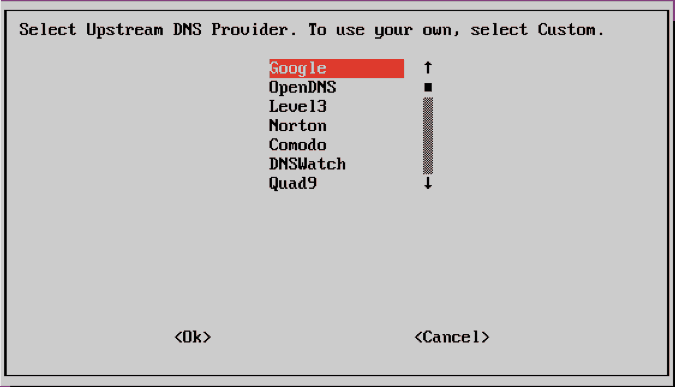 Select Upstream DNS Provider. To use your own, select Custom.
Google ↑
OpenDNS
Level3
Norton
Comodo
DNSWatch
Quad9 ↓
<Ok> <Cancel>